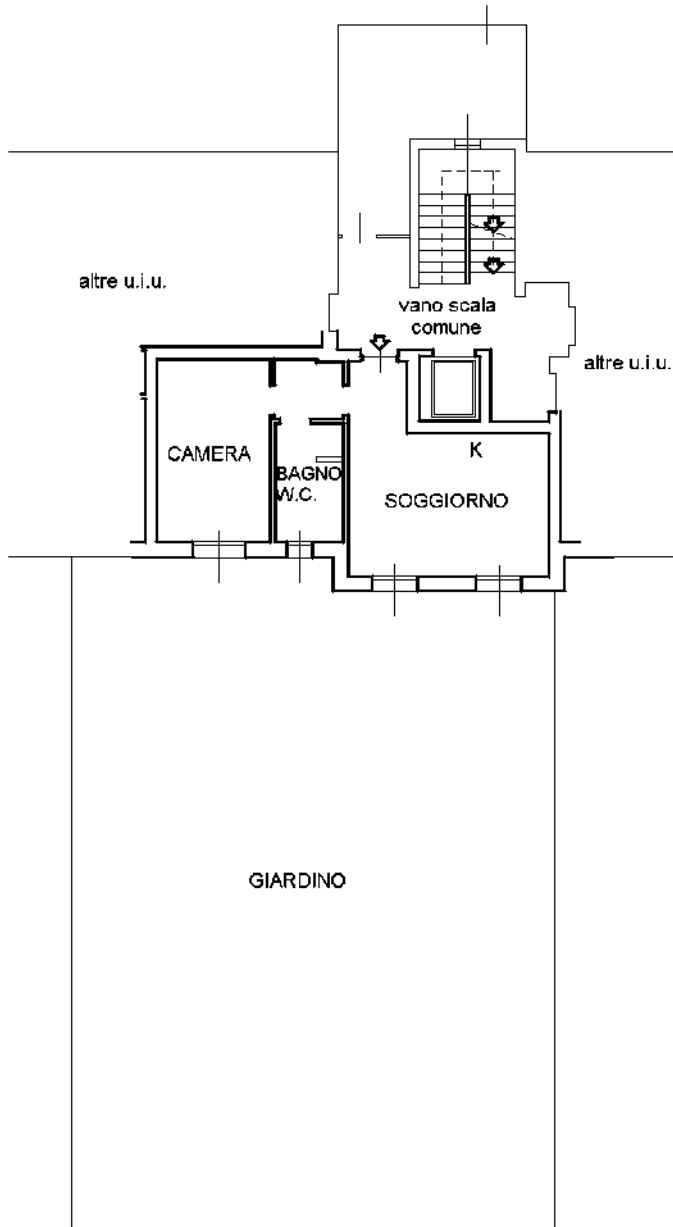 altre u.i.u.
vano scala
comune
altre u.i.u.
CAMERA
BAGNO
W.C.
K
SOGGIORNO
GIARDINO